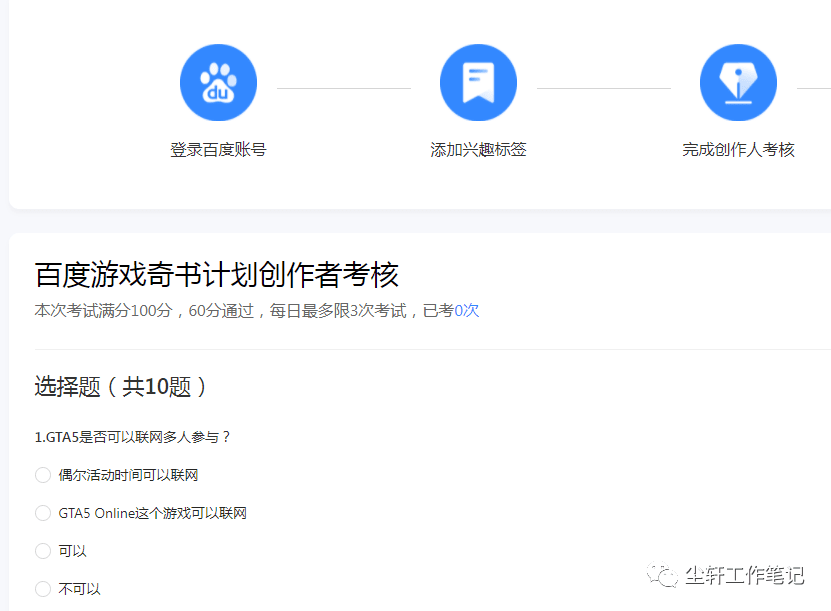 du
登录百度账号
添加兴趣标签
完成创作人考核
百度游戏奇书计划创作者考核
本次考试满分100分，60分通过，每日最多限3次考试，已考0次
选择题（共10题）
1.GTA5是否可以联网多人参与？
偶尔活动时间可以联网
GTA5 Online这个游戏可以联网
可以
不可以
尘轩工作笔记